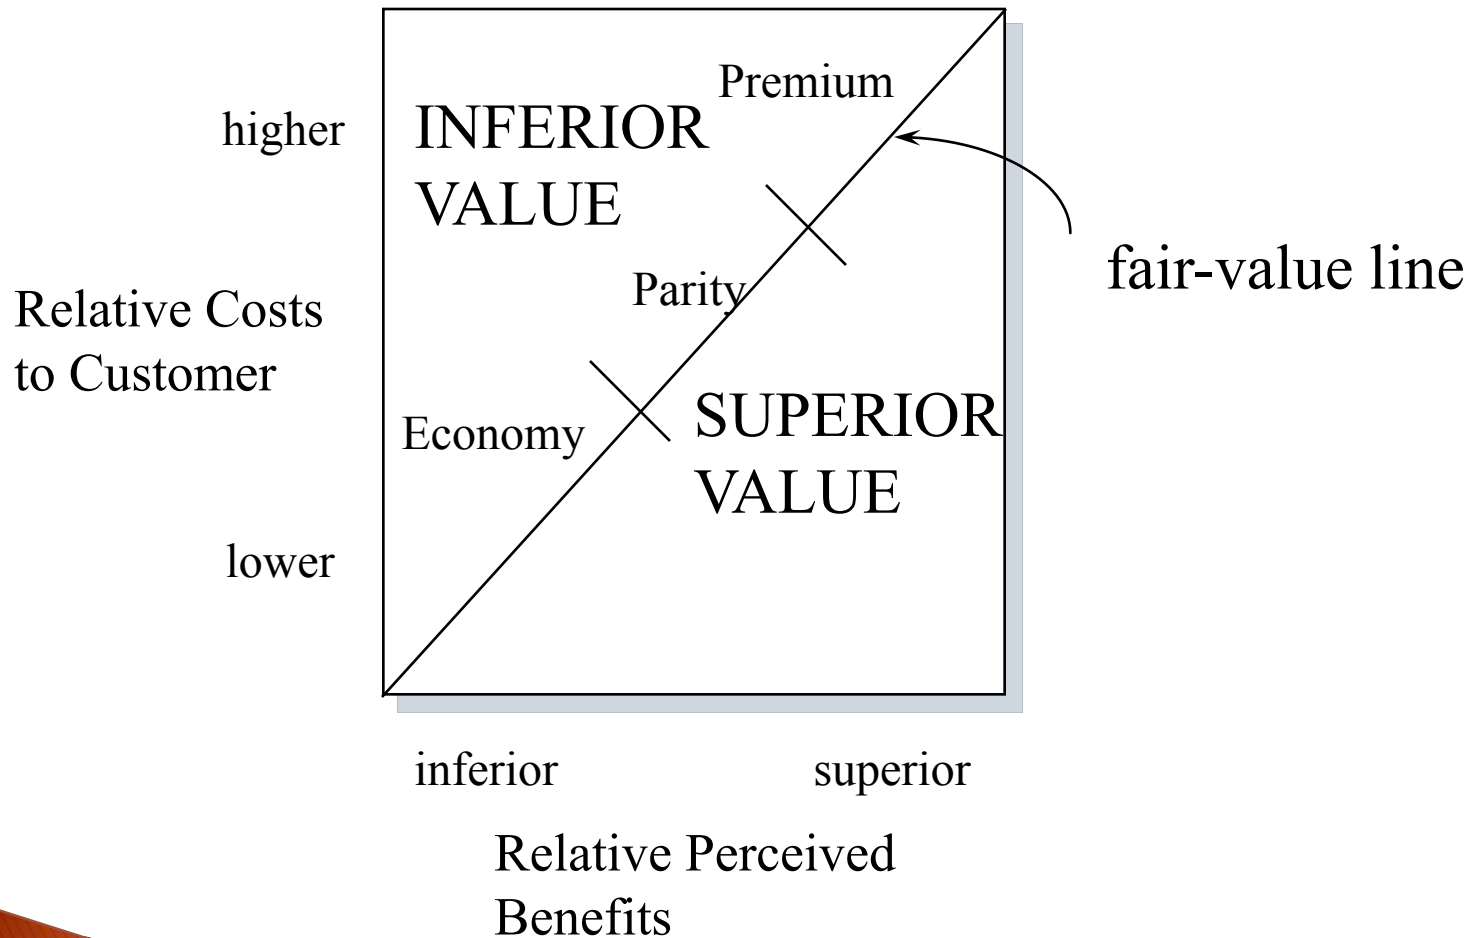 Premium
higher
INFERIOR
VALUE
fair-value line
Parity
Relative Costs
to Customer
SUPERIOR
VALUE
Economy
lower
inferior
superior
Relative Perceived
Benefits